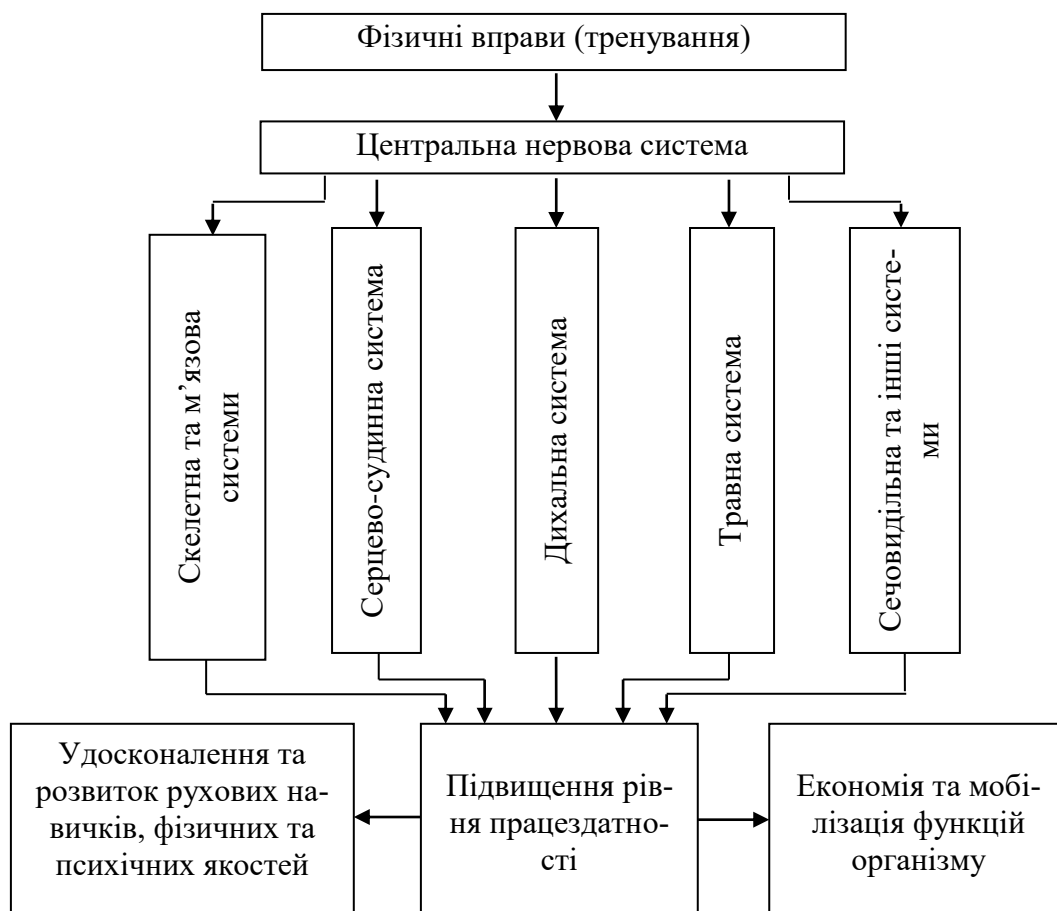 Фізичні вправи (тренування)
Центральна нервова система
Скелетна та м’язова
системи
Серцево-судинна система
Дихальна система
Травна система
Сечовидільна та інші систе-
ми
Удосконалення та
розвиток рухових на-
вичків, фізичних та
психічних якостей
Підвищення рів-
ня працездатно-
сті
Економія та мобі-
лізація функцій
організму